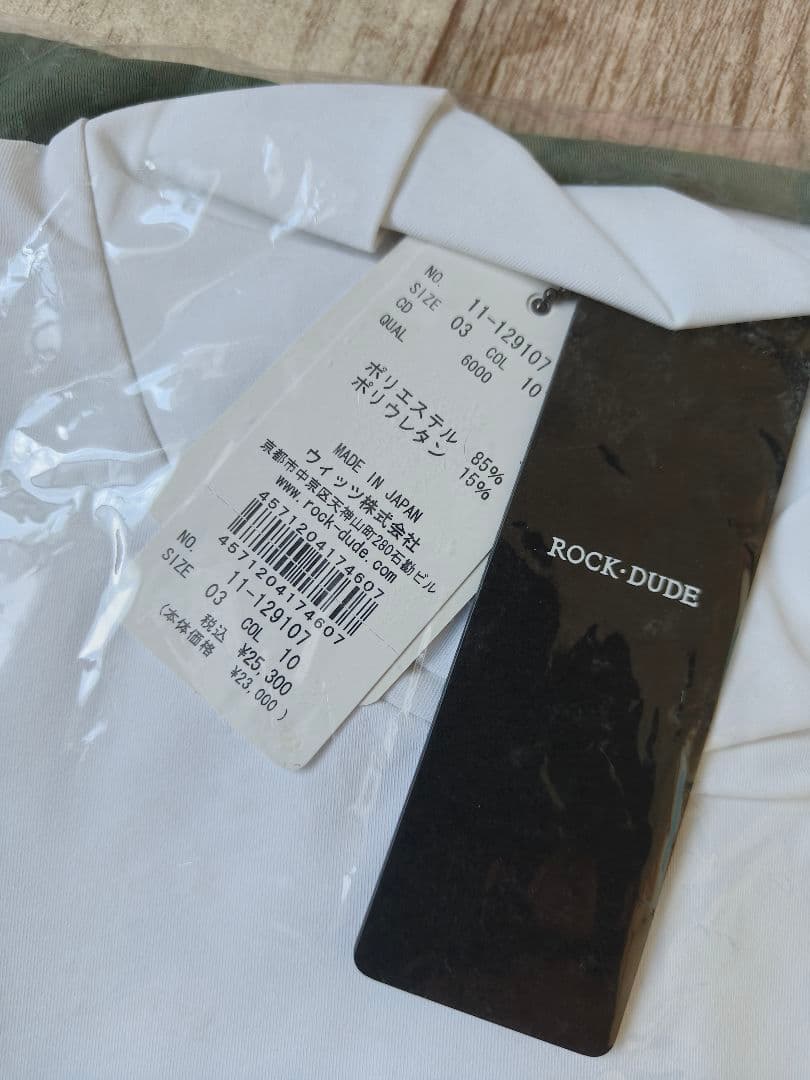 NO. 11-129107
SIZE 03 COL 10
CD 6000
QUAL
ポリエステル 85%
ポリウレタン 15%
MADE IN JAPAN
ウイッツ株式会社
京都市中京区天神山町280石勘ビル
www.rock-dude.com
4571204174607
4571204174607
NO. 11-129107
SIZE 03 COL 10
税込 ¥25,300
(本体価格 ¥23,000)
ROCK·DUDE